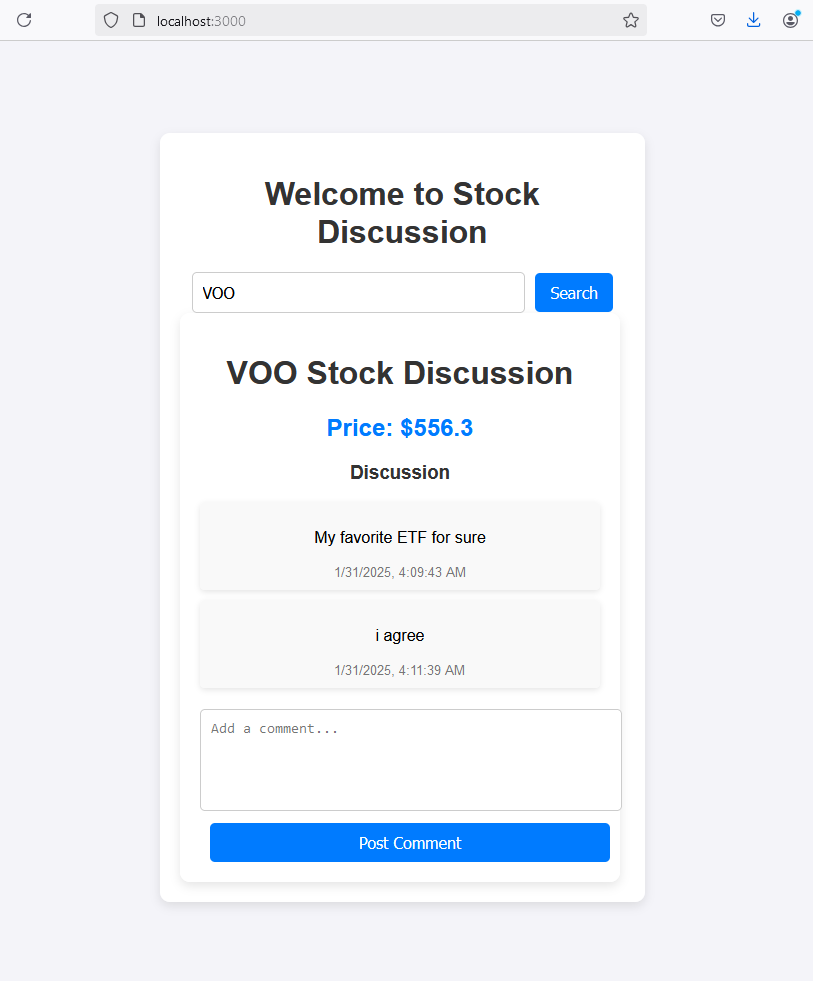 localhost:3000
Welcome to Stock
Discussion
VOO
Search
VOO Stock Discussion
Price: $556.3
Discussion
My favorite ETF for sure
1/31/2025, 4:09:43 AM
i agree
1/31/2025, 4:11:39 AM
Add a comment...
Post Comment